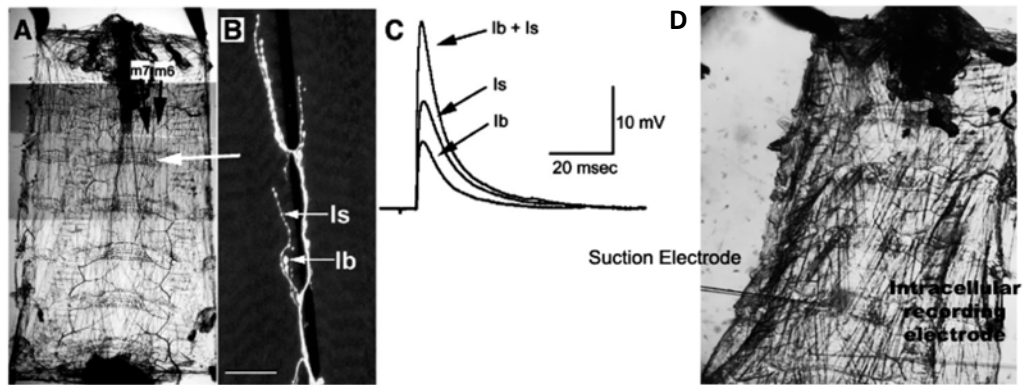 A
m7 m6
B
Is
Ib
C
Ib + Is
Is
Ib
10 mV
20 msec
Suction Electrode
D
Intracellular
recording
electrode